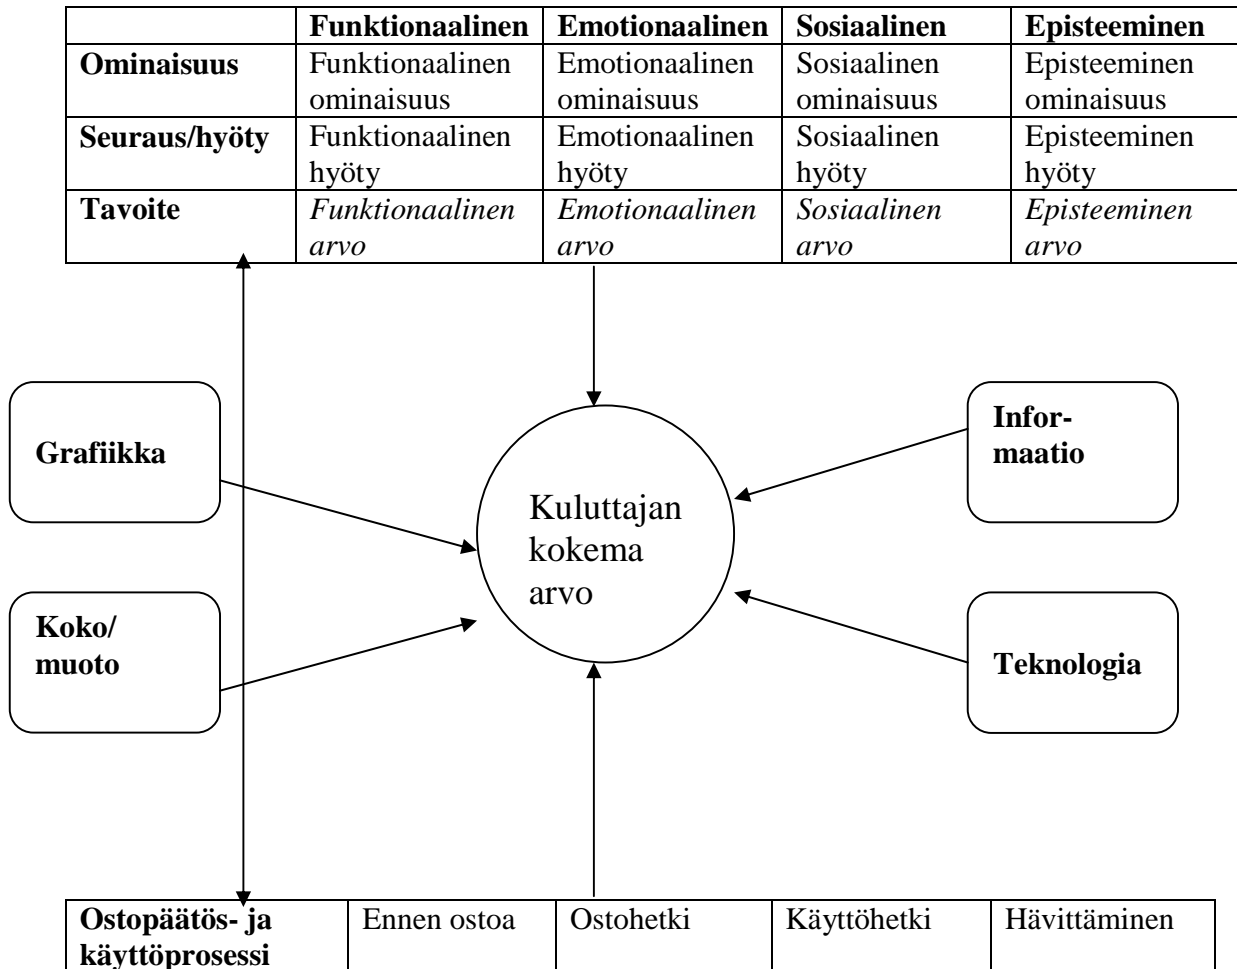 Funktionaalinen Emotionaalinen Sosiaalinen Episteeminen
Ominaisuus Funktionaalinen Emotionaalinen Sosiaalinen Episteeminen
ominaisuus ominaisuus ominaisuus ominaisuus
Seuraus/hyöty Funktionaalinen Emotionaalinen Sosiaalinen Episteeminen
hyöty hyöty hyöty hyöty
Tavoite Funktionaalinen Emotionaalinen Sosiaalinen Episteeminen
arvo arvo arvo arvo
Grafiikka
Infor-
maatio
Kuluttajan
kokema
arvo
Koko/
muoto
Teknologia
Ostopäätös- ja Ennen ostoa Ostohetki Käyttöhetki Hävittäminen
käyttöprosessi